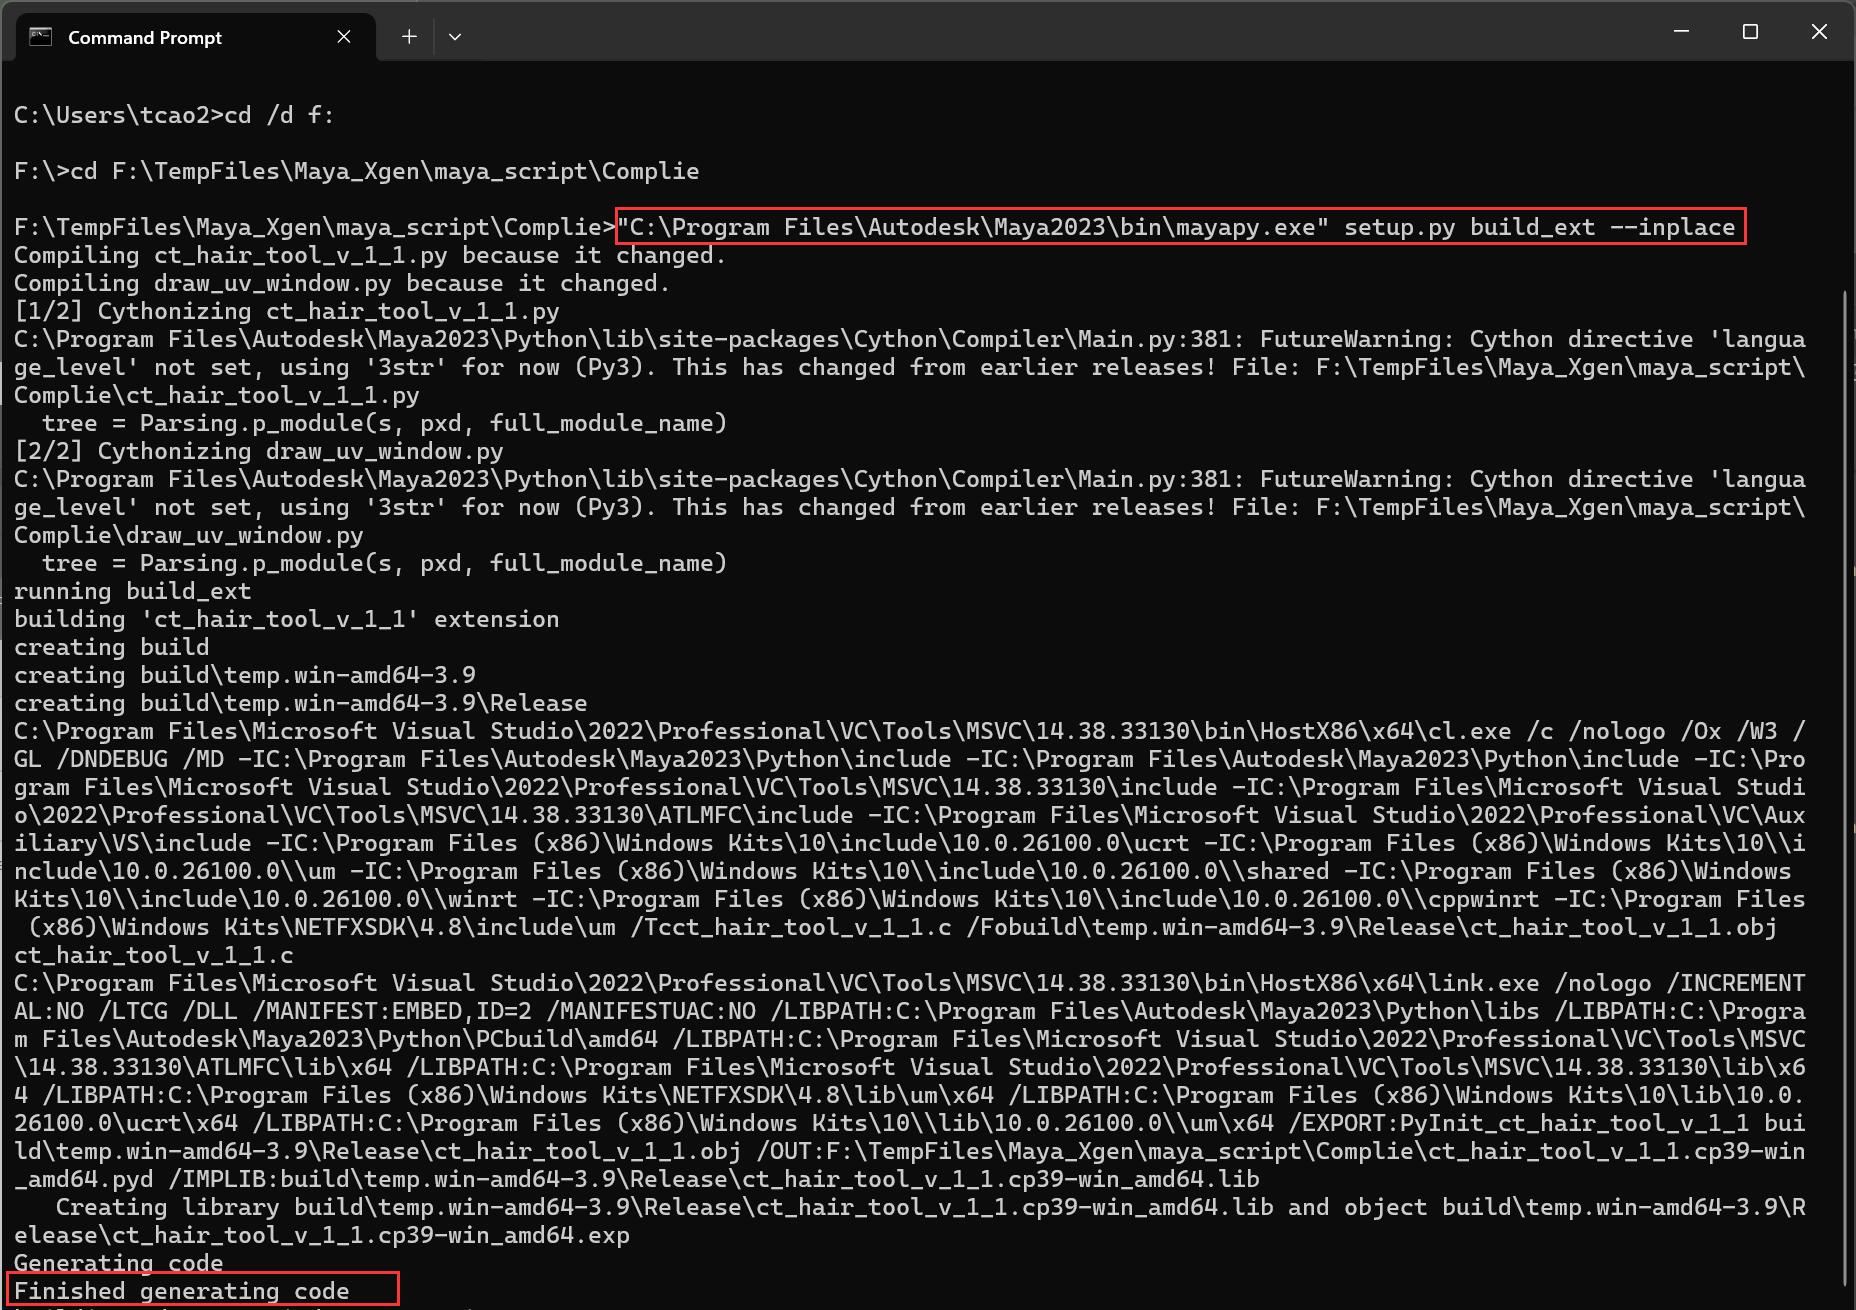 Command Prompt
C:\Users\tcao2>cd /d f:
F:\>cd F:\TempFiles\Maya_Xgen\maya_script\Complie
F:\TempFiles\Maya_Xgen\maya_script\Complie>"C:\Program Files\Autodesk\Maya2023\bin\mayapy.exe" setup.py build_ext --inplace
Compiling ct_hair_tool_v_1_1.py because it changed.
Compiling draw_uv_window.py because it changed.
[1/2] Cythonizing ct_hair_tool_v_1_1.py
C:\Program Files\Autodesk\Maya2023\Python\lib\site-packages\Cython\Compiler\Main.py:381: FutureWarning: Cython directive 'langua
ge_level' not set, using '3str' for now (Py3). This has changed from earlier releases! File: F:\TempFiles\Maya_Xgen\maya_script\
Complie\ct_hair_tool_v_1_1.py
  tree = Parsing.p_module(s, pxd, full_module_name)
[2/2] Cythonizing draw_uv_window.py
C:\Program Files\Autodesk\Maya2023\Python\lib\site-packages\Cython\Compiler\Main.py:381: FutureWarning: Cython directive 'langua
ge_level' not set, using '3str' for now (Py3). This has changed from earlier releases! File: F:\TempFiles\Maya_Xgen\maya_script\
Complie\draw_uv_window.py
  tree = Parsing.p_module(s, pxd, full_module_name)
running build_ext
building 'ct_hair_tool_v_1_1' extension
creating build
creating build\temp.win-amd64-3.9
creating build\temp.win-amd64-3.9\Release
C:\Program Files\Microsoft Visual Studio\2022\Professional\VC\Tools\MSVC\14.38.33130\bin\HostX86\x64\cl.exe /c /nologo /Ox /W3 /
GL /DNDEBUG /MD -IC:\Program Files\Autodesk\Maya2023\Python\include -IC:\Program Files\Autodesk\Maya2023\Python\include -IC:\Pro
gram Files\Microsoft Visual Studio\2022\Professional\VC\Tools\MSVC\14.38.33130\include -IC:\Program Files\Microsoft Visual Studi
o\2022\Professional\VC\Tools\MSVC\14.38.33130\ATLMFC\include -IC:\Program Files\Microsoft Visual Studio\2022\Professional\VC\Aux
iliary\VS\include -IC:\Program Files (x86)\Windows Kits\10\include\10.0.26100.0\ucrt -IC:\Program Files (x86)\Windows Kits\10\\i
nclude\10.0.26100.0\\um -IC:\Program Files (x86)\Windows Kits\10\\include\10.0.26100.0\\shared -IC:\Program Files (x86)\Windows
Kits\10\\include\10.0.26100.0\\winrt -IC:\Program Files (x86)\Windows Kits\10\\include\10.0.26100.0\\cppwinrt -IC:\Program Files
 (x86)\Windows Kits\NETFXSDK\4.8\include\um /Tcct_hair_tool_v_1_1.c /Fobuild\temp.win-amd64-3.9\Release\ct_hair_tool_v_1_1.obj
ct_hair_tool_v_1_1.c
C:\Program Files\Microsoft Visual Studio\2022\Professional\VC\Tools\MSVC\14.38.33130\bin\HostX86\x64\link.exe /nologo /INCREMENT
AL:NO /LTCG /DLL /MANIFEST:EMBED,ID=2 /MANIFESTUAC:NO /LIBPATH:C:\Program Files\Autodesk\Maya2023\Python\libs /LIBPATH:C:\Progra
m Files\Autodesk\Maya2023\Python\PCbuild\amd64 /LIBPATH:C:\Program Files\Microsoft Visual Studio\2022\Professional\VC\Tools\MSVC
\14.38.33130\ATLMFC\lib\x64 /LIBPATH:C:\Program Files\Microsoft Visual Studio\2022\Professional\VC\Tools\MSVC\14.38.33130\lib\x6
4 /LIBPATH:C:\Program Files (x86)\Windows Kits\NETFXSDK\4.8\lib\um\x64 /LIBPATH:C:\Program Files (x86)\Windows Kits\10\lib\10.0.
26100.0\ucrt\x64 /LIBPATH:C:\Program Files (x86)\Windows Kits\10\\lib\10.0.26100.0\\um\x64 /EXPORT:PyInit_ct_hair_tool_v_1_1 bui
ld\temp.win-amd64-3.9\Release\ct_hair_tool_v_1_1.obj /OUT:F:\TempFiles\Maya_Xgen\maya_script\Complie\ct_hair_tool_v_1_1.cp39-win
_amd64.pyd /IMPLIB:build\temp.win-amd64-3.9\Release\ct_hair_tool_v_1_1.cp39-win_amd64.lib
   Creating library build\temp.win-amd64-3.9\Release\ct_hair_tool_v_1_1.cp39-win_amd64.lib and object build\temp.win-amd64-3.9\R
elease\ct_hair_tool_v_1_1.cp39-win_amd64.exp
Generating code
Finished generating code